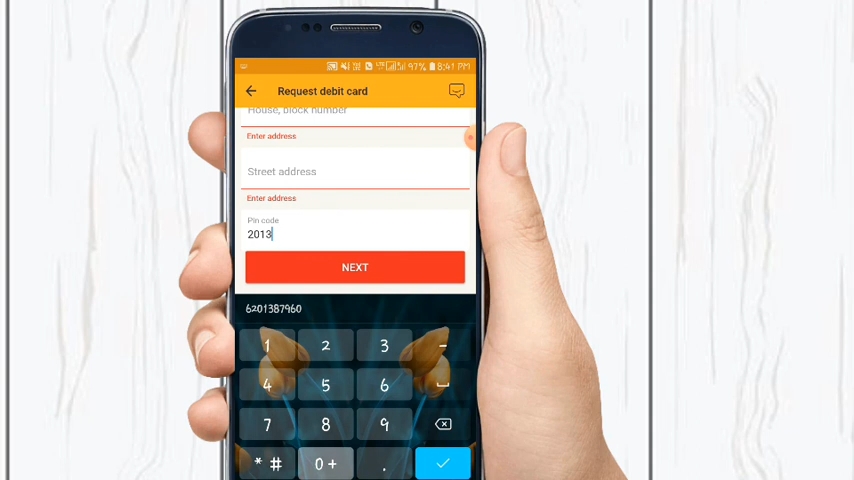 97% 8:41 PM
Request debit card
House, block number
Enter address
Street address
Enter address
Pin code
2013
NEXT
6201387960
1 2 3 -
4 5 6
7 8 9
* # 0 + .